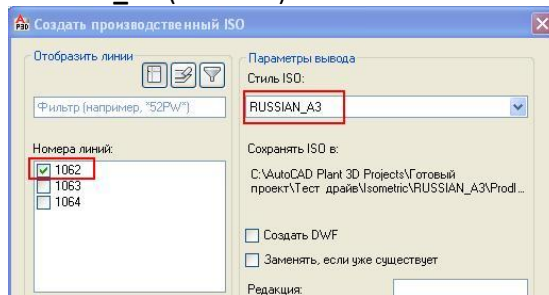 Создать производственный ISO
Отобразить линии
Фильтр (например, "52PW")
Номера линий:
1062
1063
1064
Параметры вывода
Стиль ISO:
RUSSIAN_A3
Сохранять ISO в:
C:\AutoCAD Plant 3D Projects\Готовый
проект\Тест драйв\Isometric\RUSSIAN_A3\ProdI...
Создать DWF
Заменять, если уже существует
Редакция: